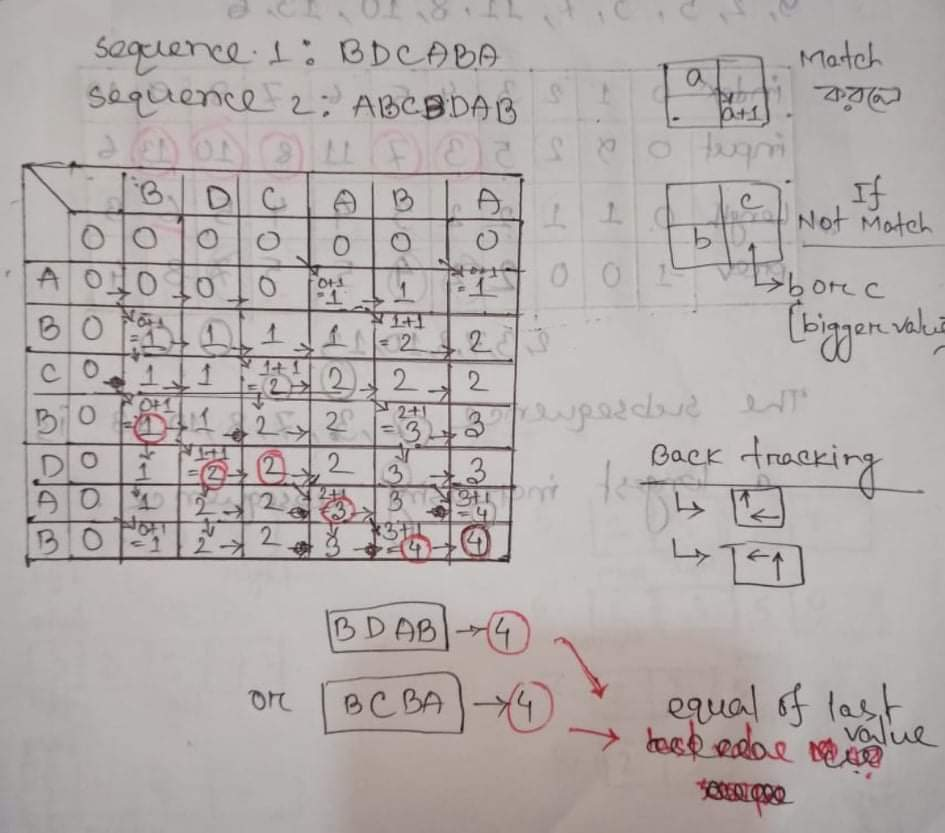 Sequence 1: BDCABA
Sequence 2: ABCBDAB
a
a+1
Match
করলে
c
b
If
Not Match
b or c
[bigger value
B D C A B A
0 0 0 0 0 0 0
A 0 0 0 0 0+1=1 1 0+1=1
B 0 0+1=1 1 1 1 1+1=2 2
C 0 1 1 1+1=2 2 2 2
B 0 0+1=1 1 2 2 2+1=3 3
D 0 1 1+1=2 2 2 3 3
A 0 1 2 2 2+1=3 3 3+1=4
B 0 0+1=1 2 2 3 3+1=4 4
Back tracking
BDAB → 4
or BCBA → 4
equal of last
value